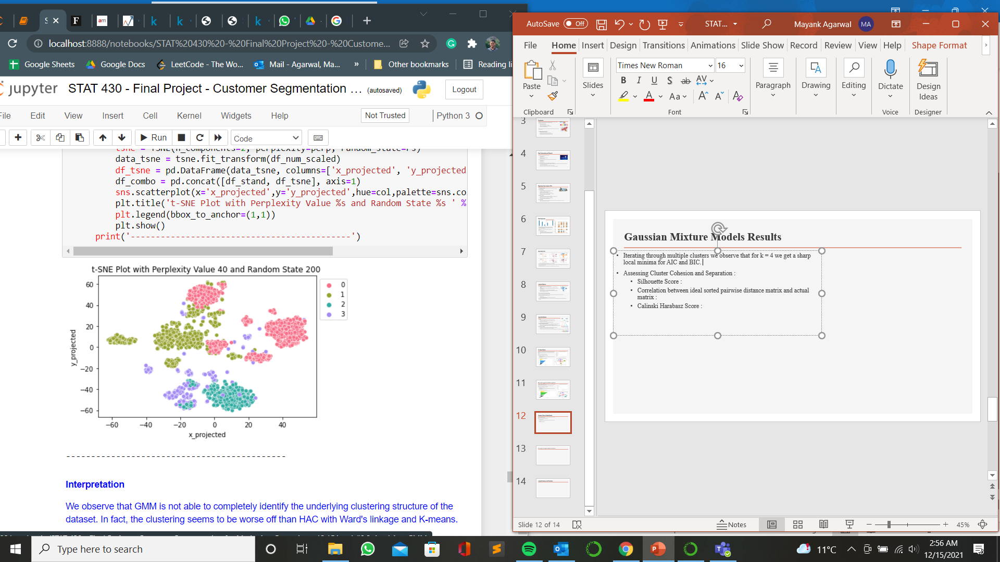 S
F
am
k
k
k
localhost:8888/notebooks/STAT%20430%20-%20Final%20Project%20-%20Custome...
Google Sheets
Google Docs
LeetCode - The Wo...
Mail - Agarwal, Ma...
»
Other bookmarks
Reading li
jupyter
STAT 430 - Final Project - Customer Segmentation ...
(autosaved)
Logout
File
Edit
View
Insert
Cell
Kernel
Widgets
Help
Not Trusted
Python 3
Run
Code
tsne = TSNE(n_components=2, perplexity=perp, random_state=rs)
data_tsne = tsne.fit_transform(df_num_scaled)
df_tsne = pd.DataFrame(data_tsne, columns=['x_projected', 'y_projected
df_combo = pd.concat([df_stand, df_tsne], axis=1)
sns.scatterplot(x='x_projected',y='y_projected',hue=col,palette=sns.co
plt.title('t-SNE Plot with Perplexity Value %s and Random State %s ' %
plt.legend(bbox_to_anchor=(1,1))
plt.show()
print('-------------------------------------------')
t-SNE Plot with Perplexity Value 40 and Random State 200
60
40
20
0
−20
−40
−60
y_projected
−60
−40
−20
0
20
40
x_projected
0
1
2
3
-------------------------------------------
Interpretation
We observe that GMM is not able to completely identify the underlying clustering structure of the
dataset. In fact, the clustering seems to be worse off than HAC with Ward's linkage and K-means.
AutoSave
Off
STAT...
Mayank Agarwal
MA
File
Home
Insert
Design
Transitions
Animations
Slide Show
Record
Review
View
Help
Shape Format
Paste
Clipboard
Slides
Times New Roman
16
B
I
U
S
ab
AV
A
Aa
A
A
A
Font
Paragraph
Drawing
Editing
Dictate
Voice
Design
Ideas
Designer
3
4
5
6
7
8
9
10
11
12
13
14
Gaussian Mixture Models Results
• Iterating through multiple clusters we observe that for k = 4 we get a sharp
local minima for AIC and BIC.
• Assessing Cluster Cohesion and Separation :
• Silhouette Score :
• Correlation between ideal sorted pairwise distance matrix and actual
matrix :
• Calinski Harabasz Score :
Slide 12 of 14
Notes
45%
Type here to search
11°C
2:56 AM
12/15/2021